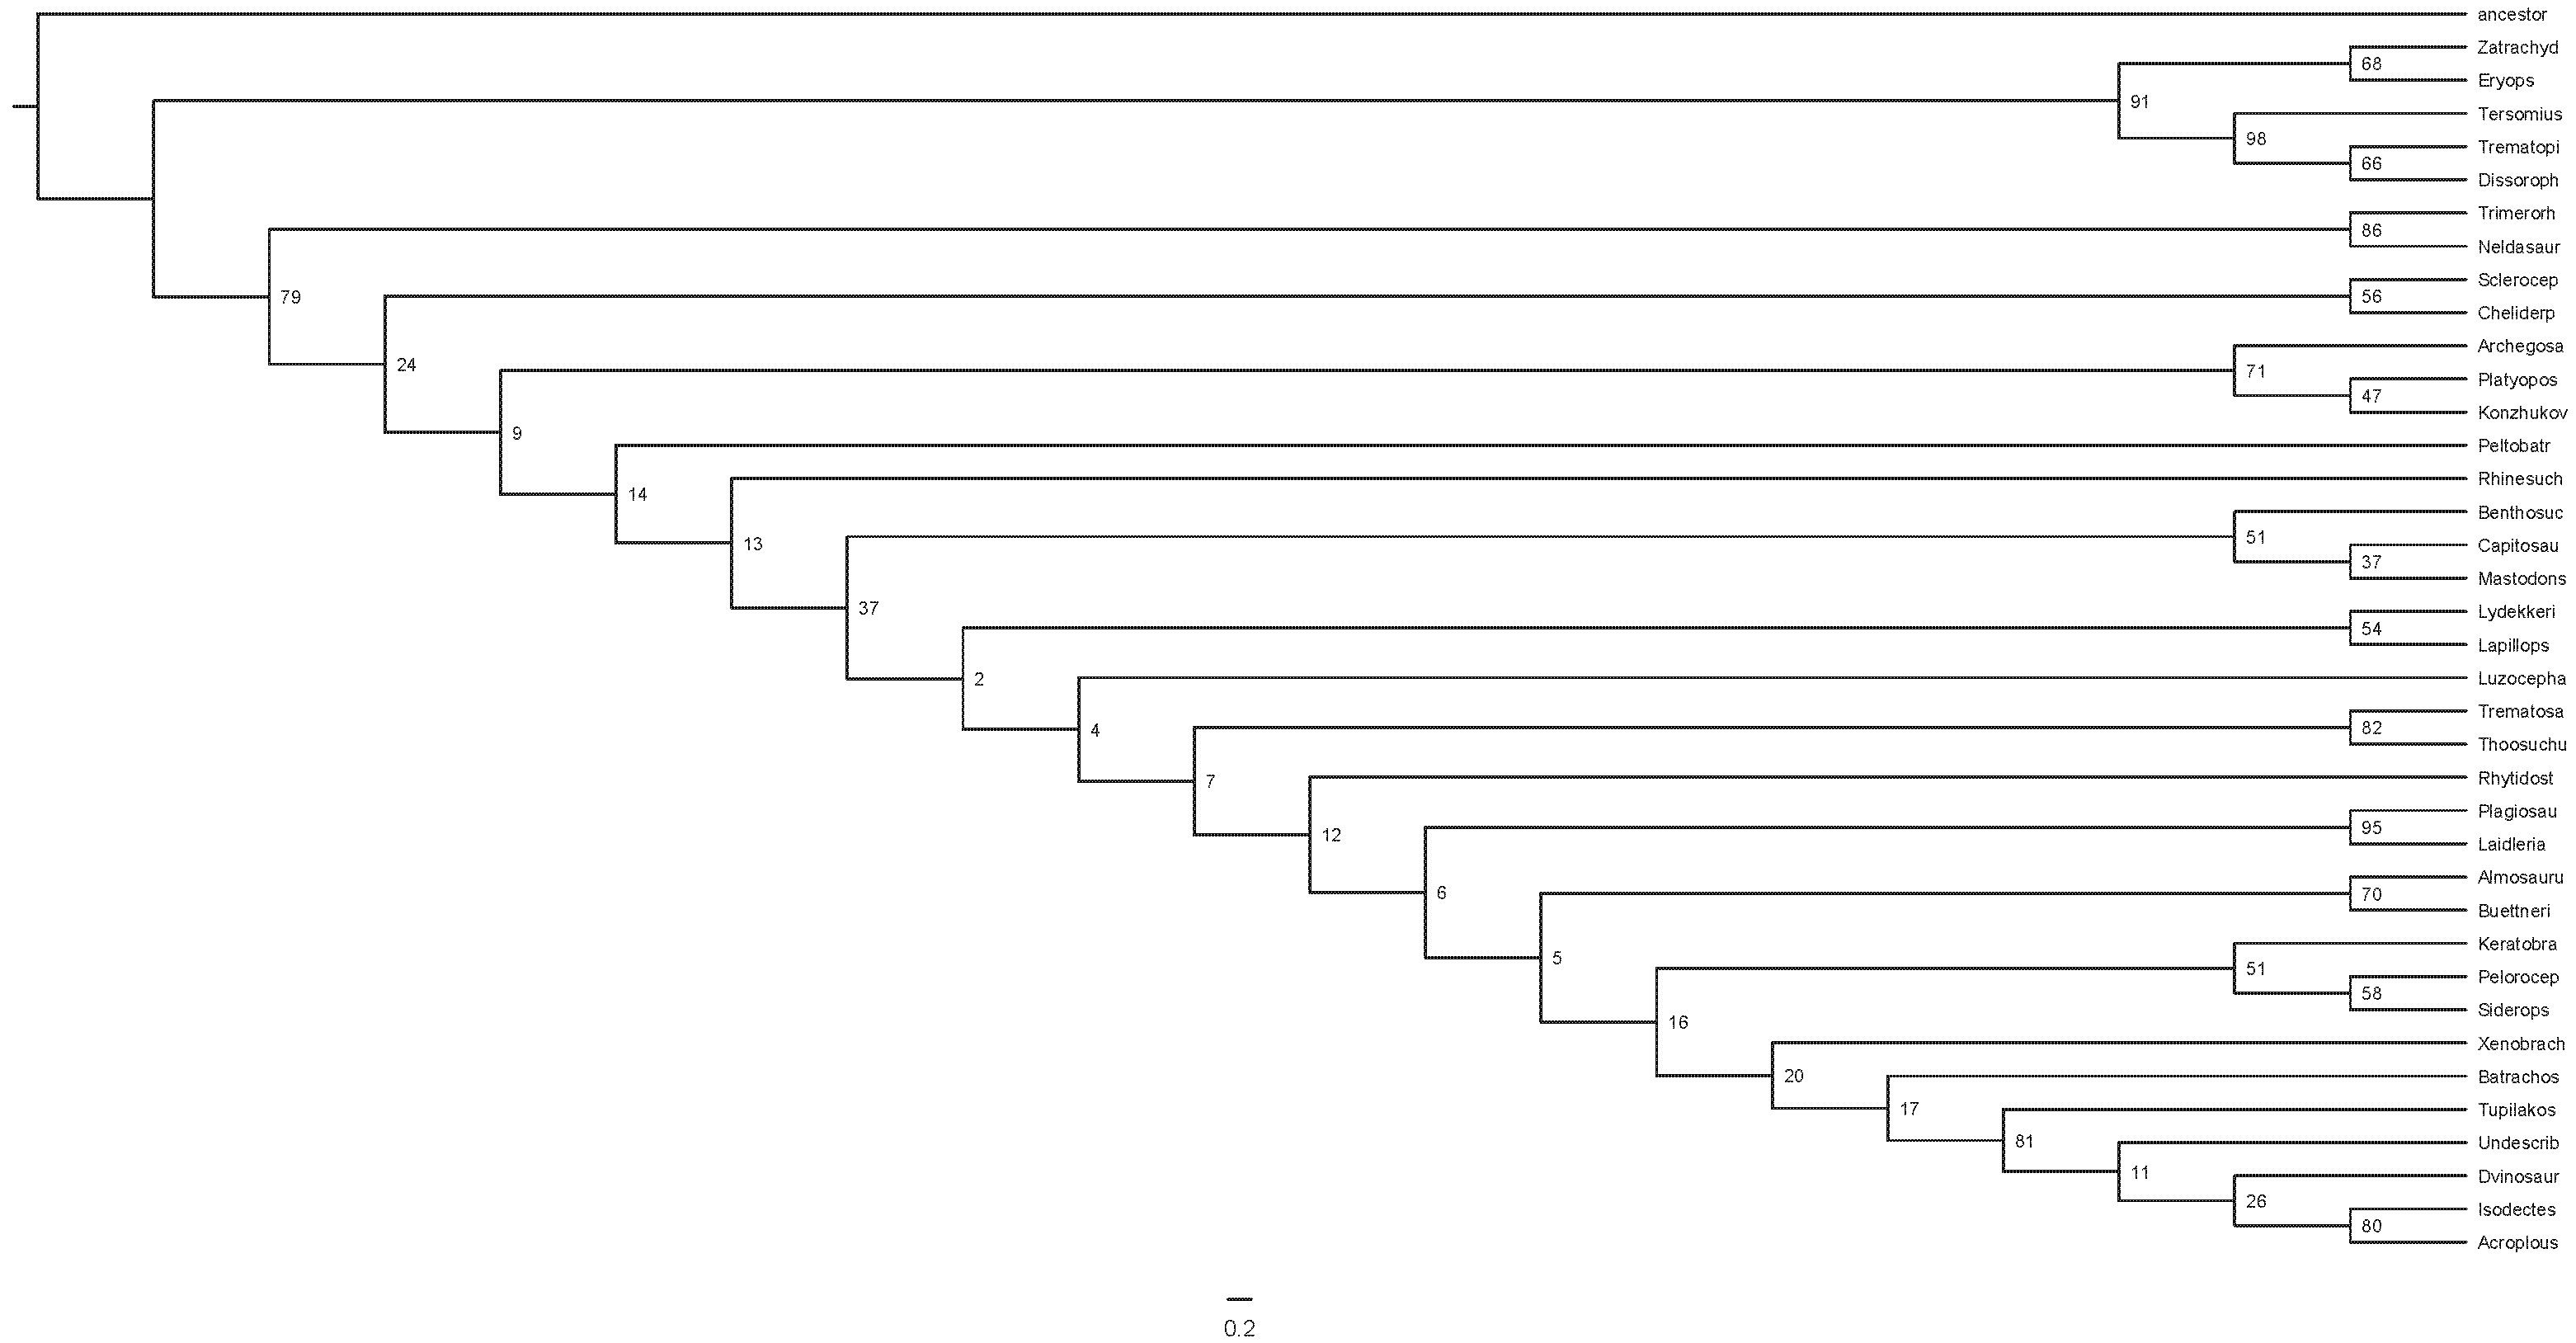 ancestor
Zatrachyd
68
Eryops
91
Tersomius
98
Trematopi
66
Dissoroph
Trimerorh
86
Neldasaur
79
Sclerocep
56
Cheliderp
24
Archegosa
71
Platyopos
47
Konzhukov
9
Peltobatr
14
Rhinesuch
13
Benthosuc
51
Capitosau
37
Mastodons
37
Lydekkeri
54
Lapillops
2
Luzocepha
4
Trematosa
82
Thoosuchu
7
Rhytidost
12
Plagiosau
95
Laidleria
6
Almosauru
70
Buettneri
5
Keratobra
51
Pelorocep
58
Siderops
16
Xenobrach
20
Batrachos
17
Tupilakos
81
Undescrib
11
Dvinosaur
26
Isodectes
80
Acroplous
0.2